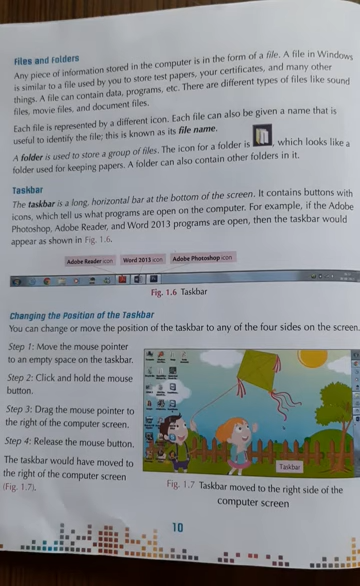 Files and Folders
Any piece of information stored in the computer is in the form of a file. A file in Windows
is similar to a file used by you to store test papers, your certificates, and many other
things. A file can contain data, programs, etc. There are different types of files like sound
files, movie files, and document files.
Each file is represented by a different icon. Each file can also be given a name that is
useful to identify the file; this is known as its file name.
A folder is used to store a group of files. The icon for a folder is , which looks like a
folder used for keeping papers. A folder can also contain other folders in it.
Taskbar
The taskbar is a long, horizontal bar at the bottom of the screen. It contains buttons with
icons, which tell us what programs are open on the computer. For example, if the Adobe
Photoshop, Adobe Reader, and Word 2013 programs are open, then the taskbar would
appear as shown in Fig. 1.6.
Adobe Reader icon Word 2013 icon Adobe Photoshop icon
Fig. 1.6 Taskbar
Changing the Position of the Taskbar
You can change or move the position of the taskbar to any of the four sides on the screen.
Step 1: Move the mouse pointer
to an empty space on the taskbar.
Step 2: Click and hold the mouse
button.
Step 3: Drag the mouse pointer to
the right of the computer screen.
Step 4: Release the mouse button.
The taskbar would have moved to
the right of the computer screen
(Fig. 1.7).
Taskbar
Fig. 1.7 Taskbar moved to the right side of the
computer screen
10